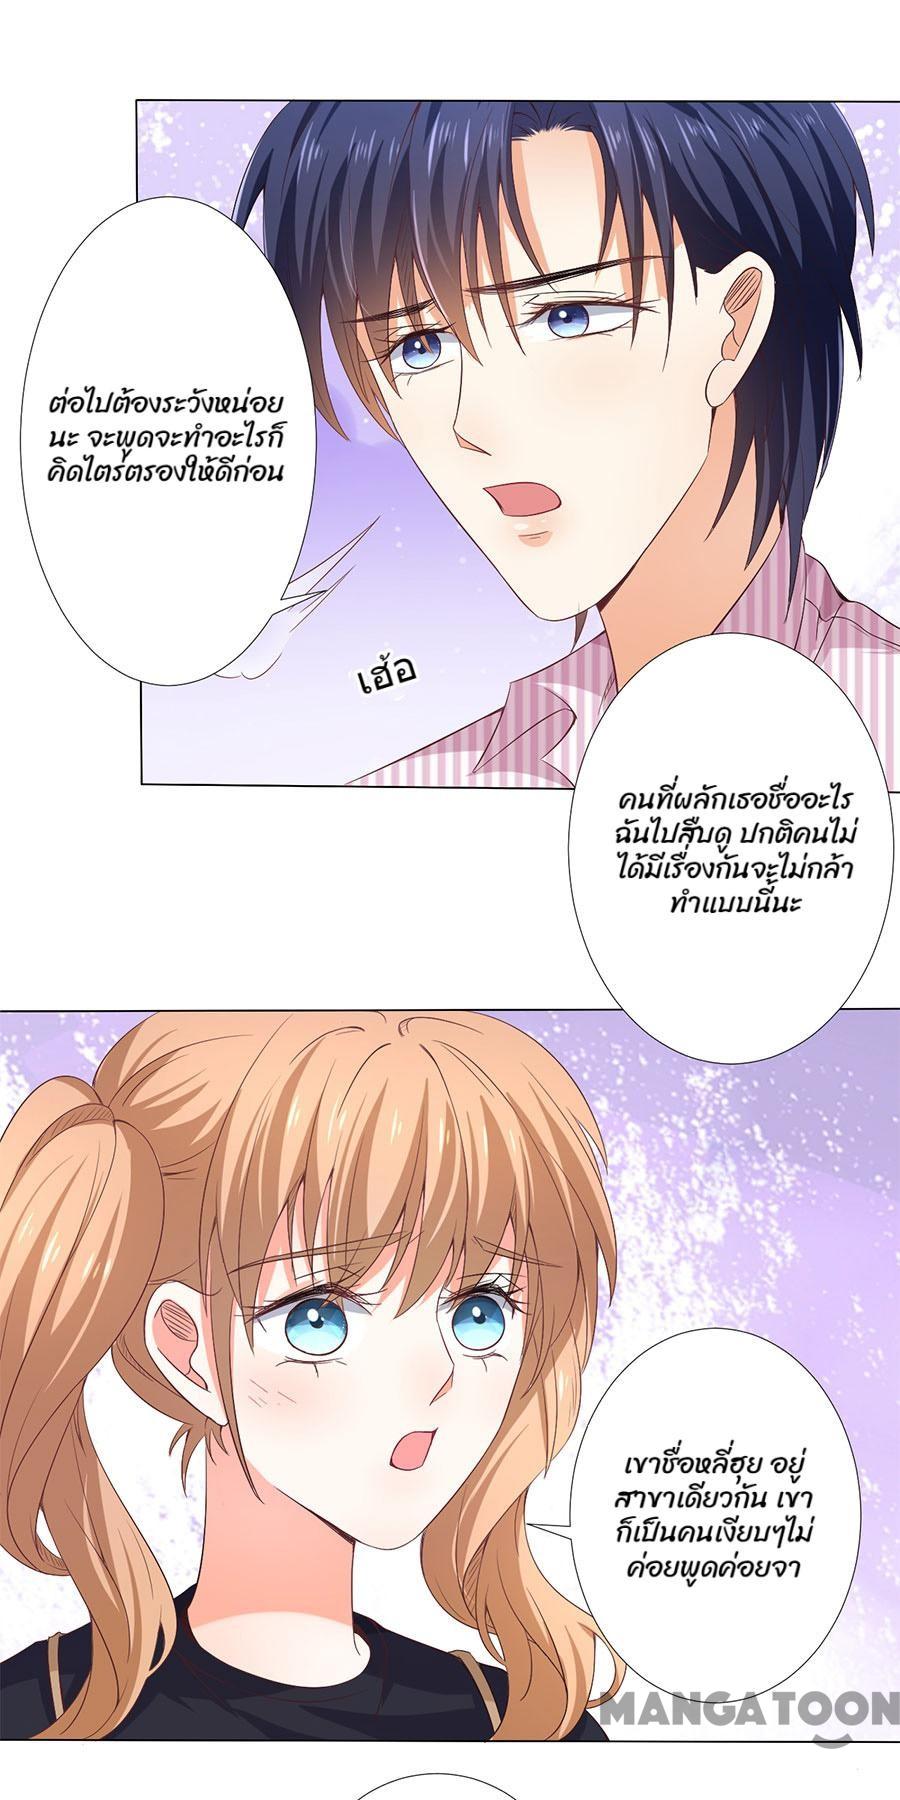 ต่อไปต้องระวังหน่อย
นะ จะพูดจะทำอะไรก็
คิดไตร่ตรองให้ดีก่อน
เฮ้อ
คนที่ผลักเธอชื่ออะไร
ฉันไปสืบดู ปกติคนไม่
ได้มีเรื่องกันจะไม่กล้า
ทำแบบนี้นะ
เขาชื่อหลี่ฮุย อยู่
สาขาเดียวกัน เขา
ก็เป็นคนเงียบๆไม่
ค่อยพูดค่อยจา
MANGATOON